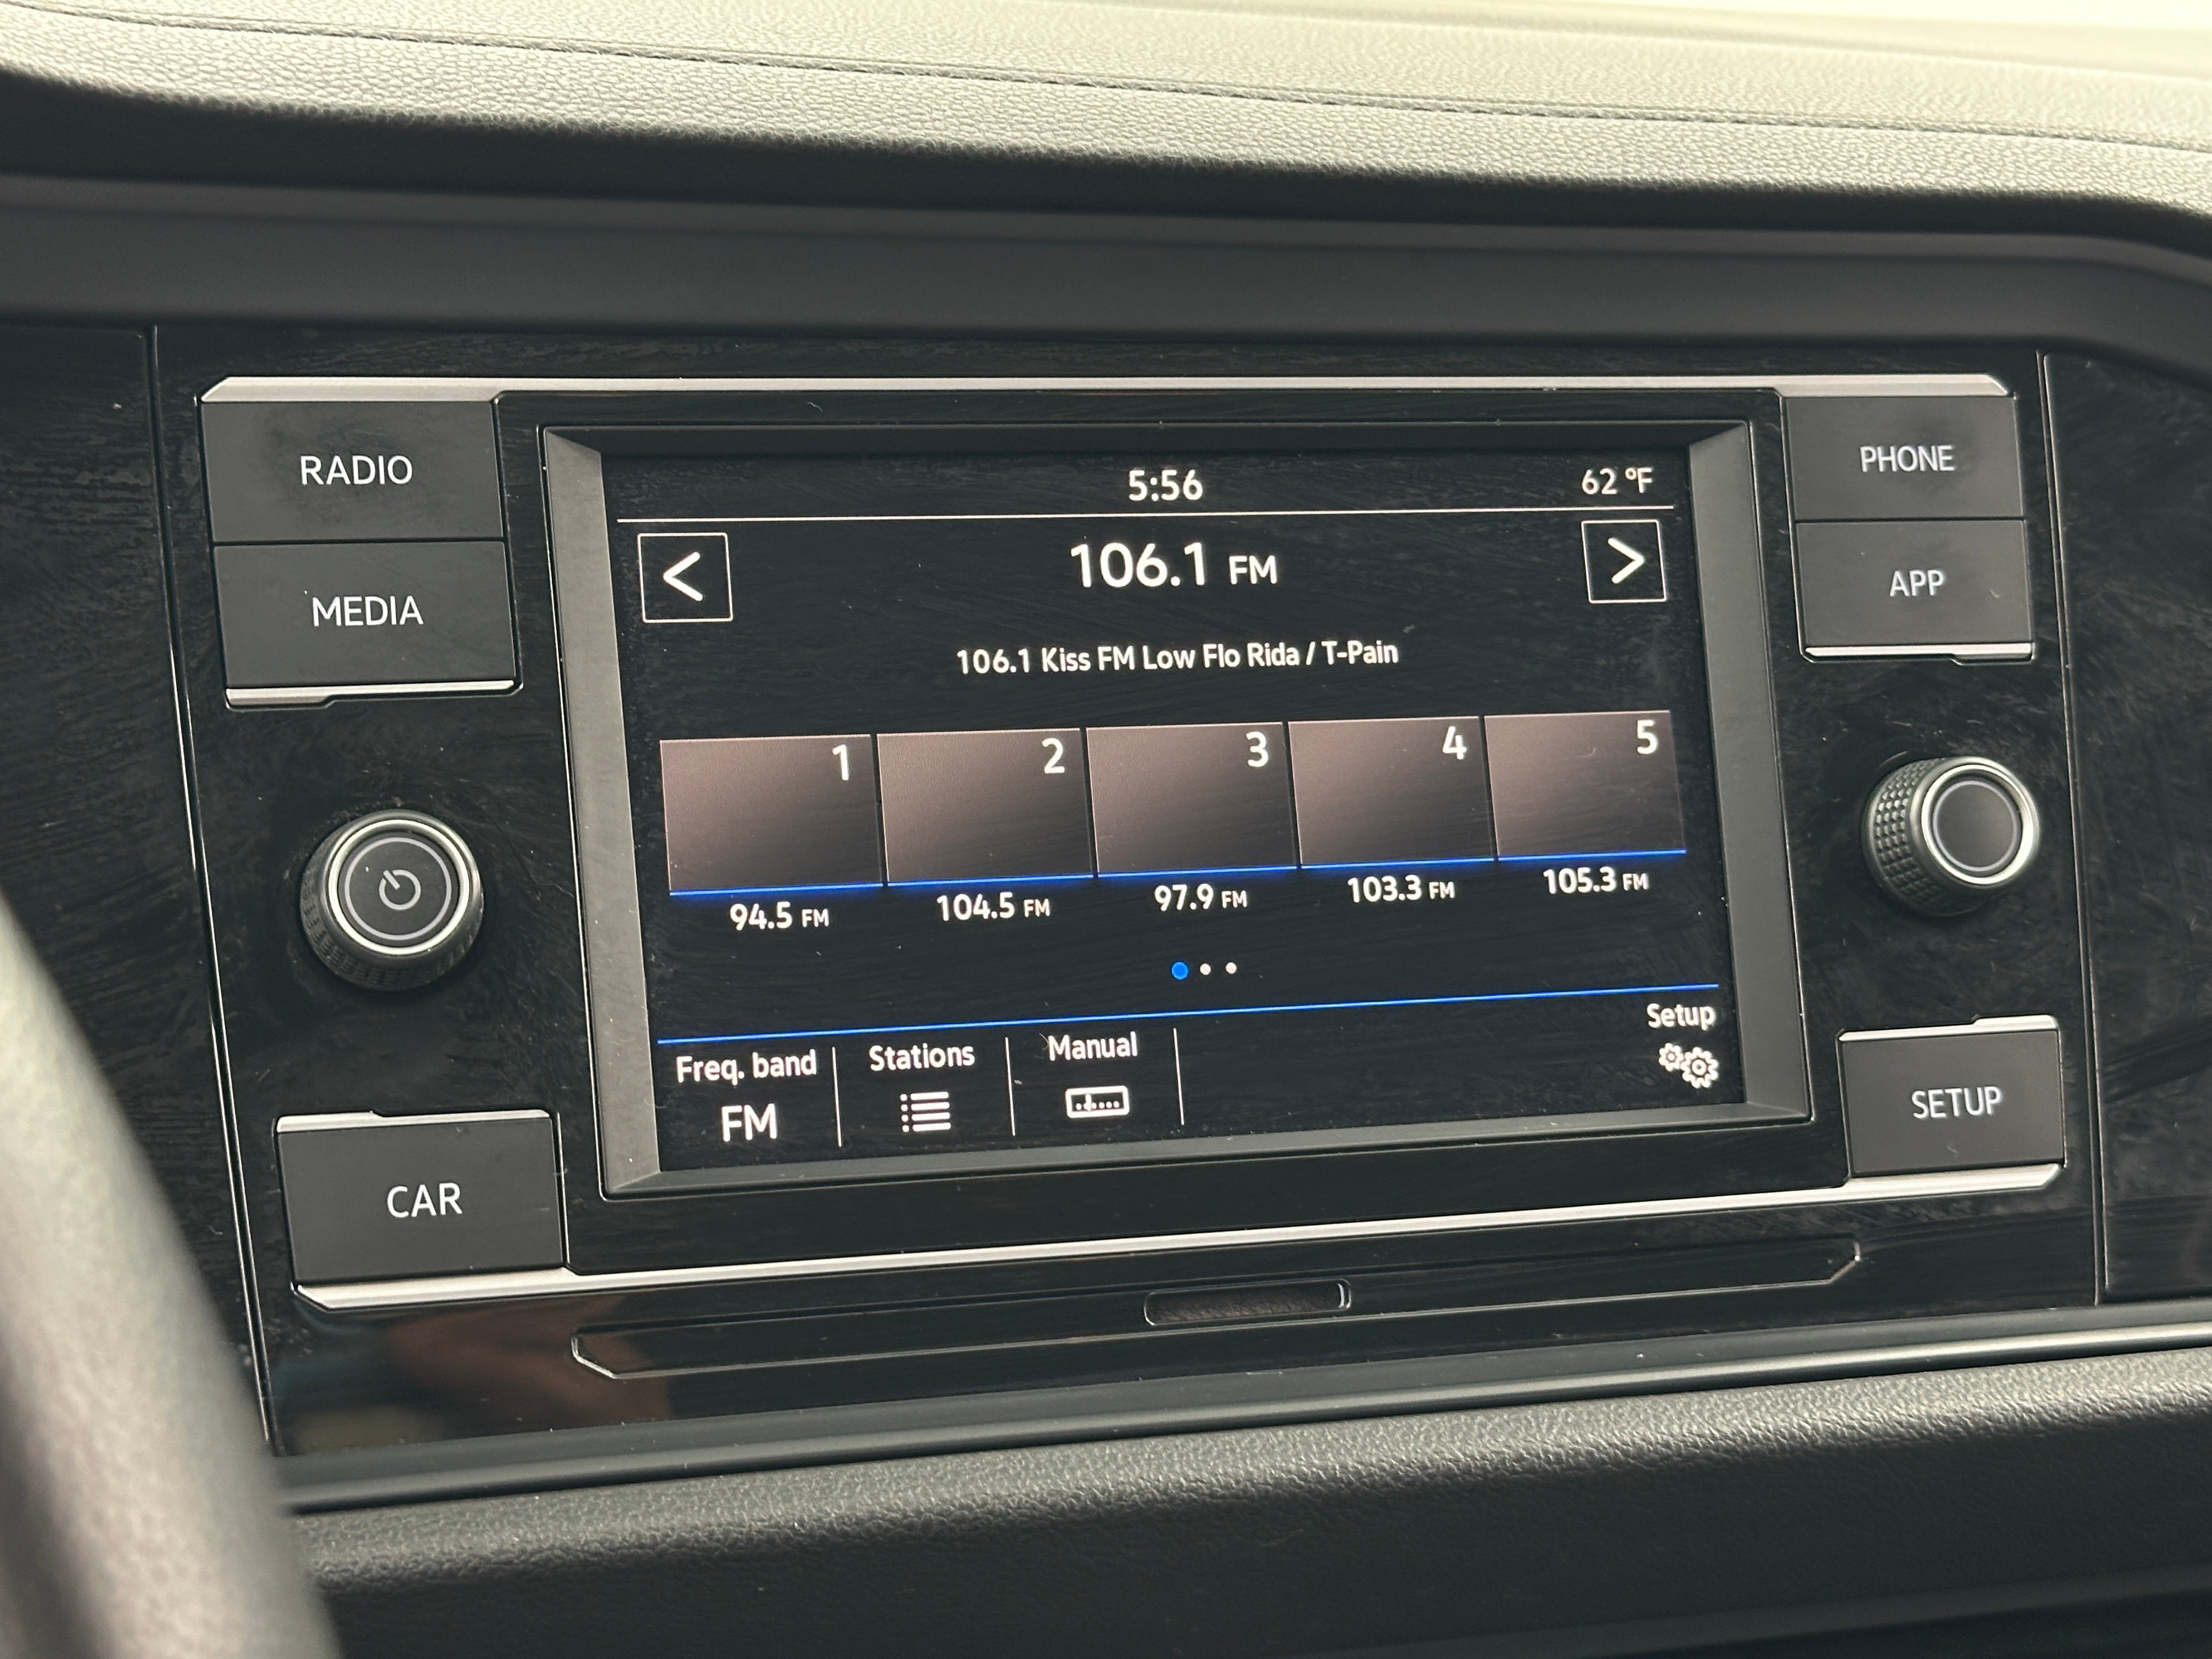 RADIO
MEDIA
CAR
5:56
62 °F
<
106.1 FM
>
106.1 Kiss FM Low Flo Rida / T-Pain
1
2
3
4
5
94.5 FM
104.5 FM
97.9 FM
103.3 FM
105.3 FM
Freq. band
FM
Stations
Manual
Setup
PHONE
APP
SETUP